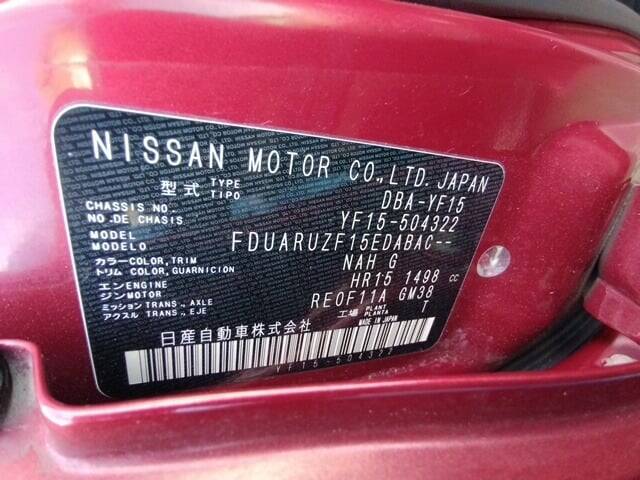 NISSAN MOTOR CO.,LTD.JAPAN
型式 TYPE TIPO DBA-YF15
CHASSIS NO. NO.DE CHASIS YF15-504322
MODEL MODELO FDUARUZF15EDABAC--
カラー COLOR,TRIM トリム COLOR,GUARNICION NAH G
エンジン ENGINE MOTOR HR15 1498 cc
ミッション アクスル TRANS.,AXLE TRANS.,EJE RE0F11A GM38
工場 PLANT PLANTA T
MADE IN JAPAN
日産自動車株式会社
YF15-504322